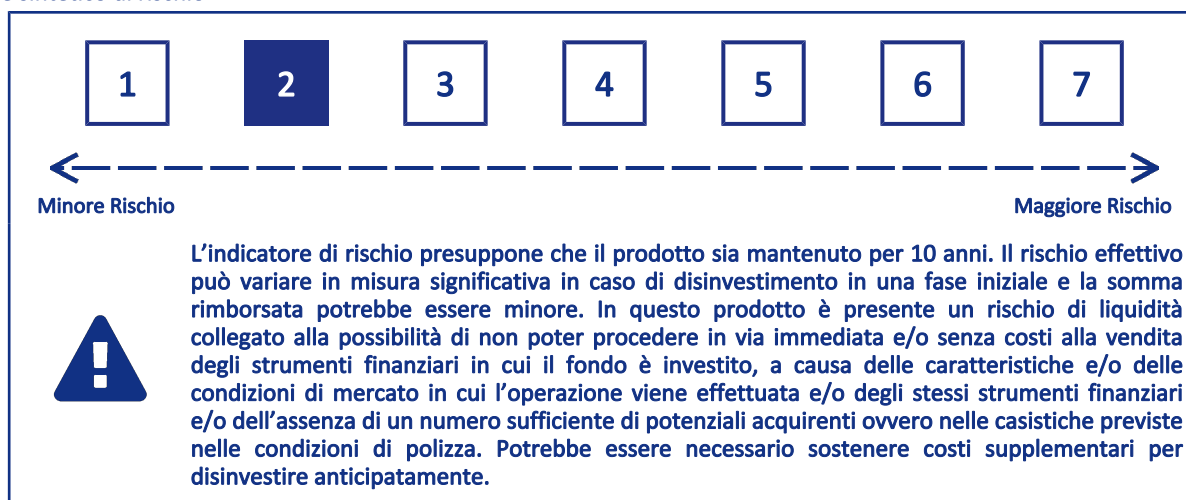 1 2 3 4 5 6 7
Minore Rischio Maggiore Rischio
L’indicatore di rischio presuppone che il prodotto sia mantenuto per 10 anni. Il rischio effettivo
può variare in misura significativa in caso di disinvestimento in una fase iniziale e la somma
rimborsata potrebbe essere minore. In questo prodotto è presente un rischio di liquidità
collegato alla possibilità di non poter procedere in via immediata e/o senza costi alla vendita
degli strumenti finanziari in cui il fondo è investito, a causa delle caratteristiche e/o delle
condizioni di mercato in cui l’operazione viene effettuata e/o degli stessi strumenti finanziari
e/o dell’assenza di un numero sufficiente di potenziali acquirenti ovvero nelle casistiche previste
nelle condizioni di polizza. Potrebbe essere necessario sostenere costi supplementari per
disinvestire anticipatamente.